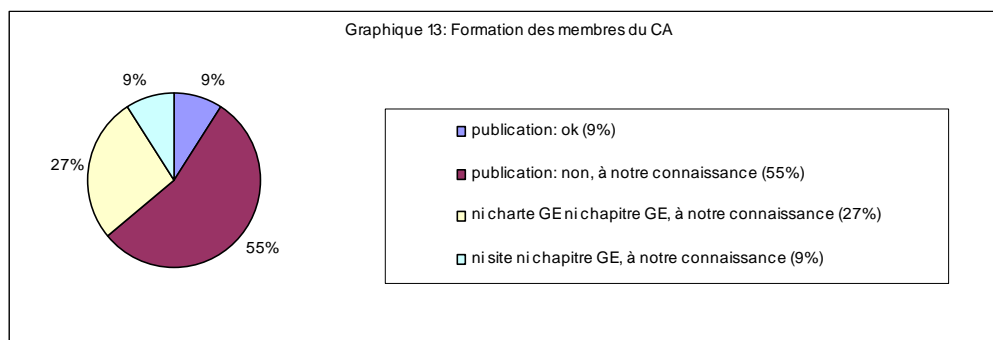 Graphique 13: Formation des membres du CA
9%
9%
27%
55%
publication: ok (9%)
publication: non, à notre connaissance (55%)
ni charte GE ni chapitre GE, à notre connaissance (27%)
ni site ni chapitre GE, à notre connaissance (9%)